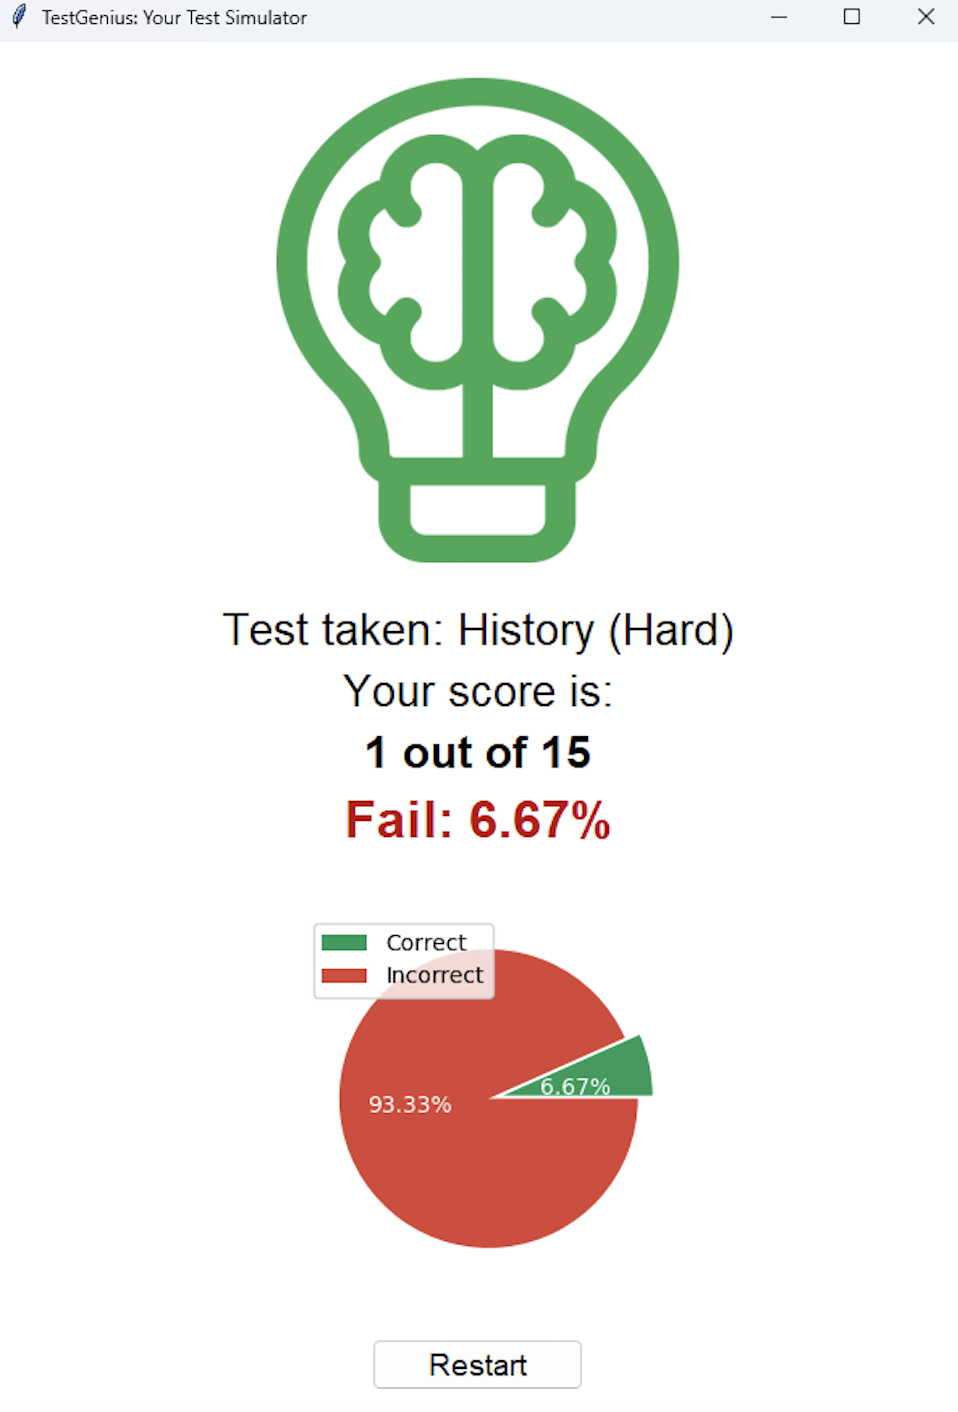 TestGenius: Your Test Simulator
Test taken: History (Hard)
Your score is:
1 out of 15
Fail: 6.67%
Correct
Incorrect
6.67%
93.33%
Restart